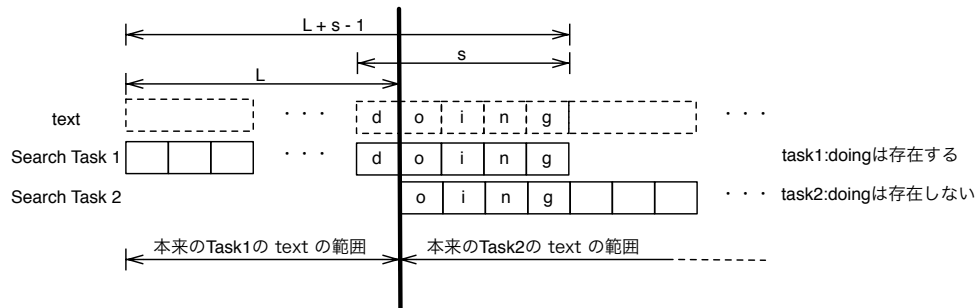 L + s - 1
s
L
text ・・・ d o i n g ・・・
Search Task 1 ・・・ d o i n g task1:doingは存在する
Search Task 2 o i n g ・・・ task2:doingは存在しない
本来のTask1の text の範囲 本来のTask2の text の範囲